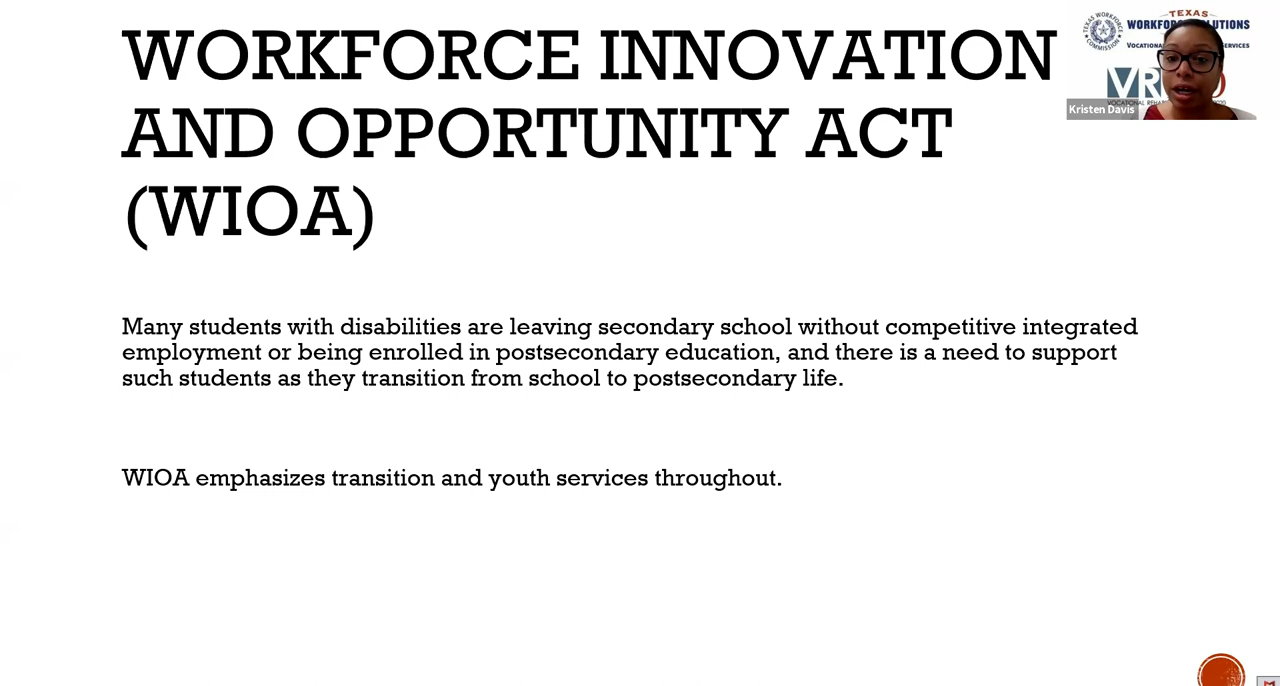 WORKFORCE INNOVATION
AND OPPORTUNITY ACT
(WIOA)
TEXAS
TEXAS WORKFORCE COMMISSION
Kristen Davis
Many students with disabilities are leaving secondary school without competitive integrated
employment or being enrolled in postsecondary education, and there is a need to support
such students as they transition from school to postsecondary life.
WIOA emphasizes transition and youth services throughout.